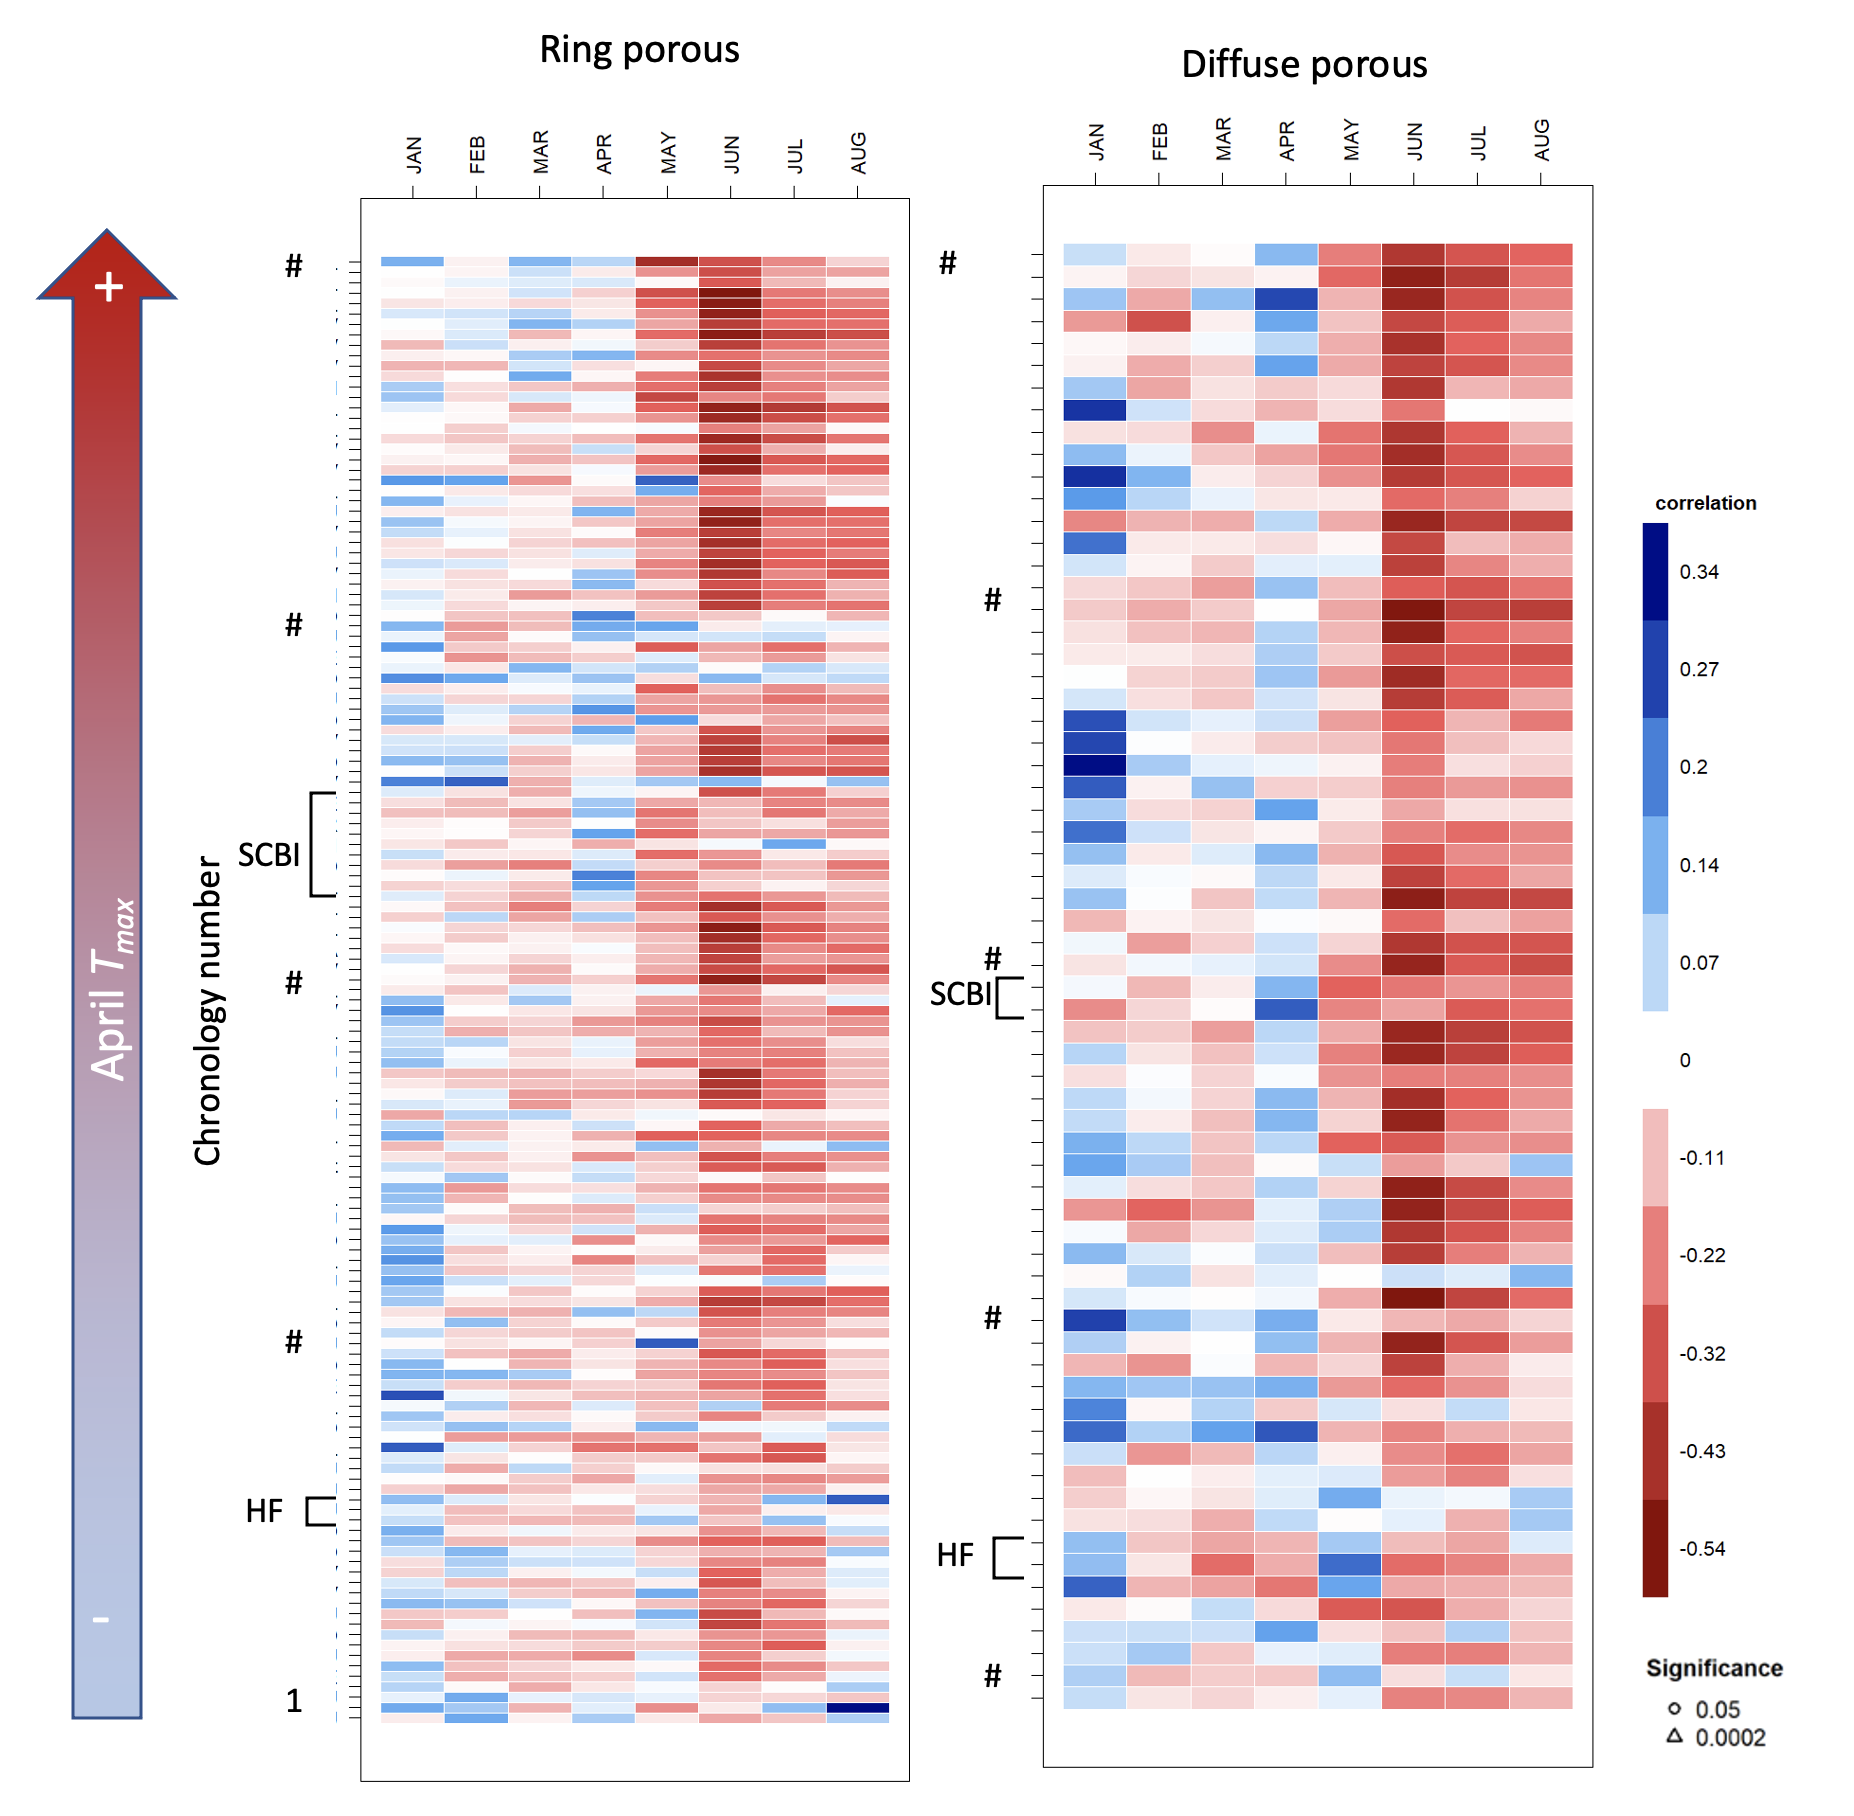 Ring porous
Diffuse porous
JAN FEB MAR APR MAY JUN JUL AUG
JAN FEB MAR APR MAY JUN JUL AUG
+
April Tmax
-
Chronology number
#
#
SCBI
#
#
HF
1
#
#
#
SCBI
#
HF
#
correlation
0.34
0.27
0.2
0.14
0.07
0
-0.11
-0.22
-0.32
-0.43
-0.54
Significance
0.05
0.0002